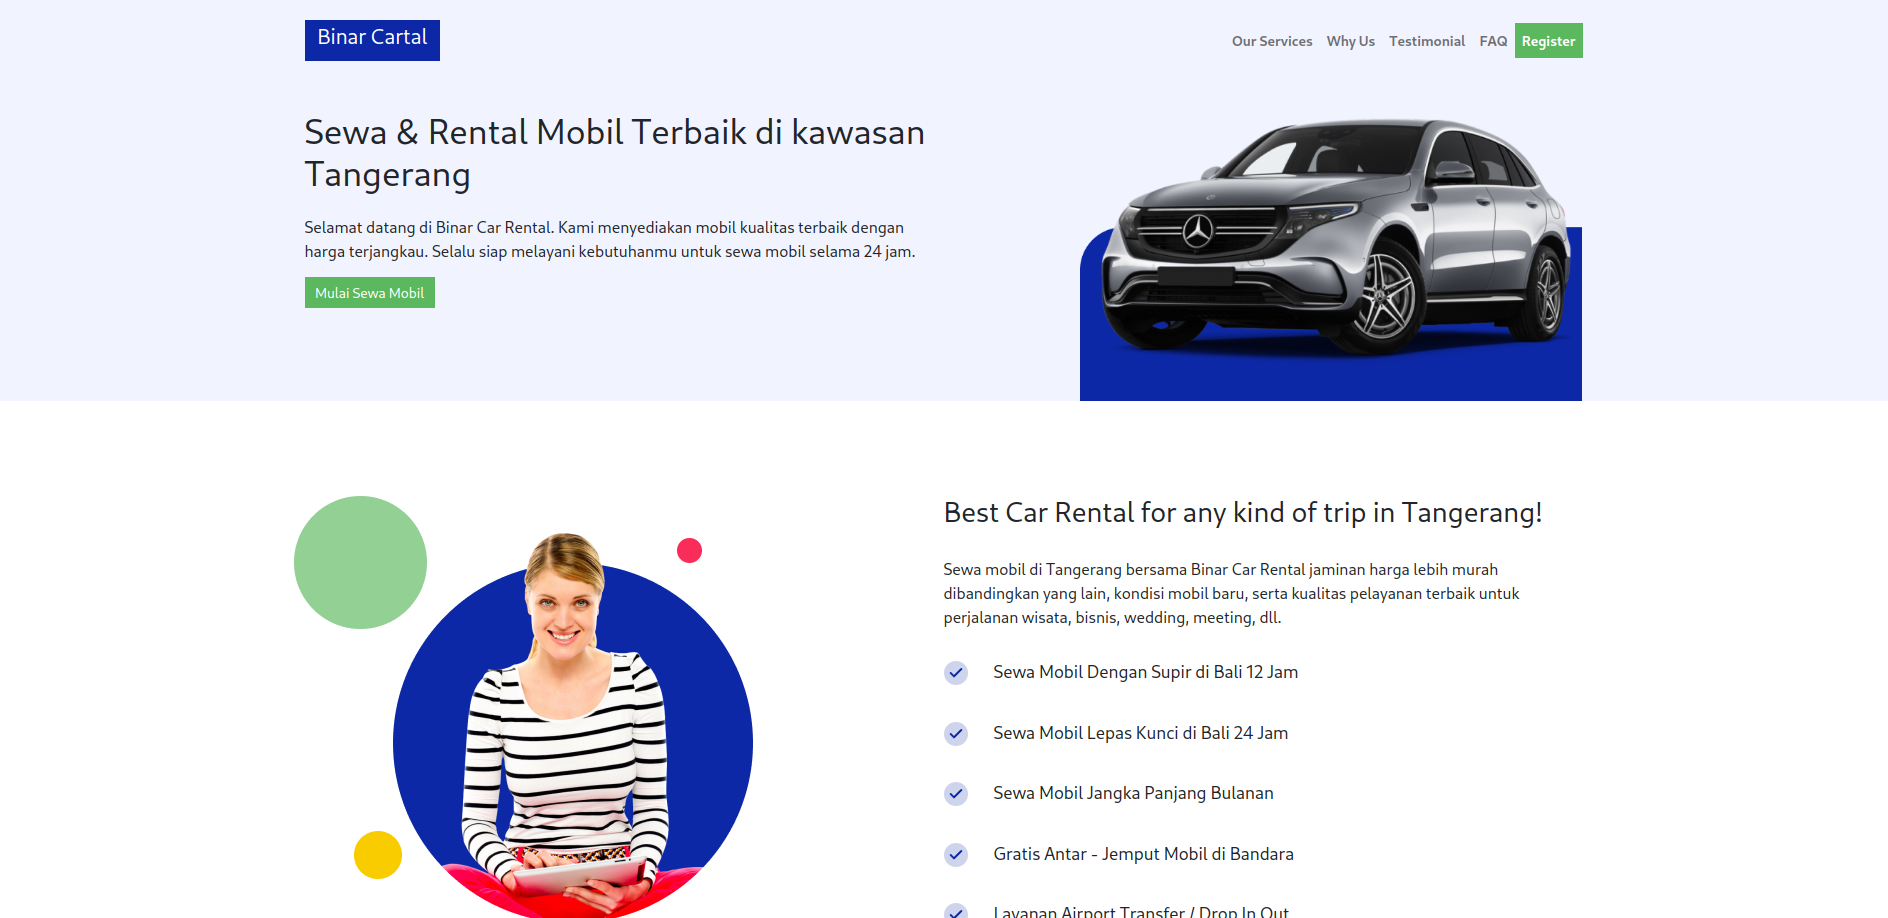 Binar Cartal
Our Services Why Us Testimonial FAQ Register
Sewa & Rental Mobil Terbaik di kawasan
Tangerang
Selamat datang di Binar Car Rental. Kami menyediakan mobil kualitas terbaik dengan
harga terjangkau. Selalu siap melayani kebutuhanmu untuk sewa mobil selama 24 jam.
Mulai Sewa Mobil
Best Car Rental for any kind of trip in Tangerang!
Sewa mobil di Tangerang bersama Binar Car Rental jaminan harga lebih murah
dibandingkan yang lain, kondisi mobil baru, serta kualitas pelayanan terbaik untuk
perjalanan wisata, bisnis, wedding, meeting, dll.
Sewa Mobil Dengan Supir di Bali 12 Jam
Sewa Mobil Lepas Kunci di Bali 24 Jam
Sewa Mobil Jangka Panjang Bulanan
Gratis Antar - Jemput Mobil di Bandara
Layanan Airport Transfer / Drop In Out